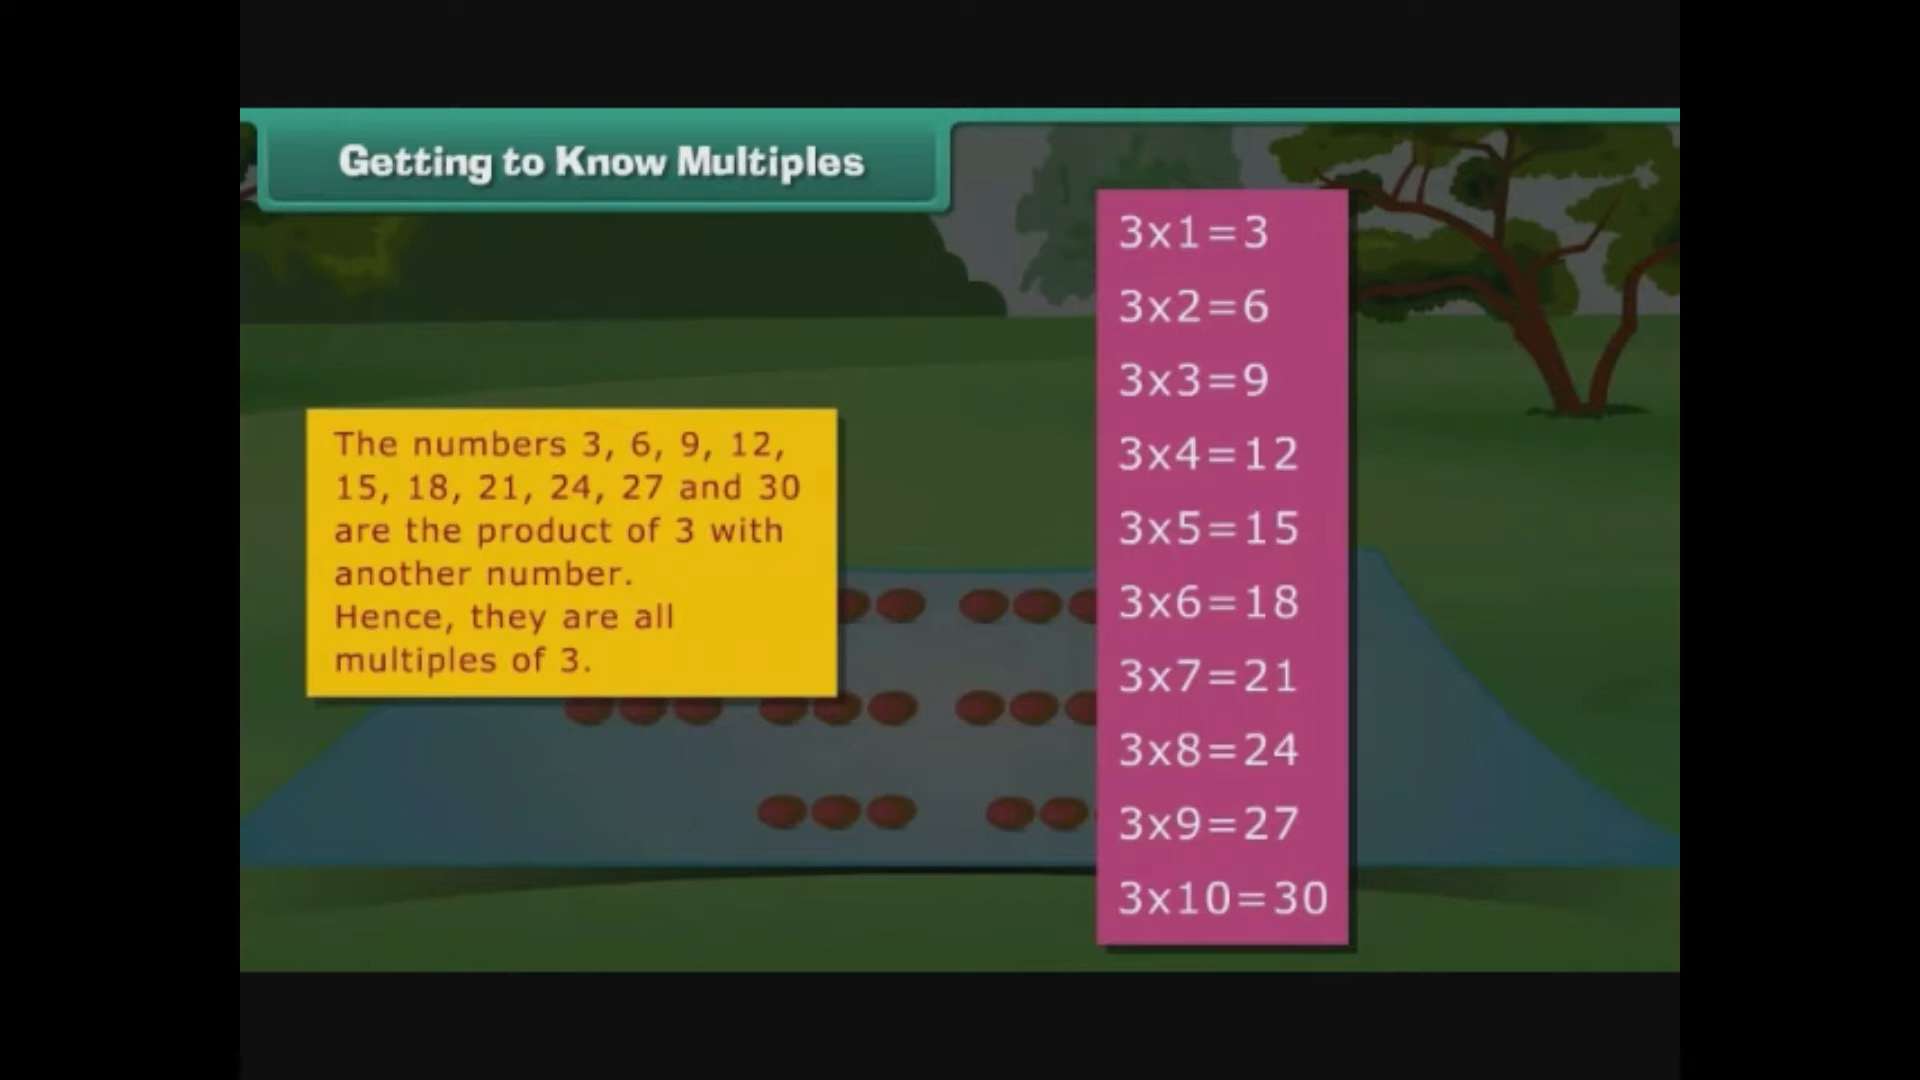 Getting to Know Multiples
The numbers 3, 6, 9, 12,
15, 18, 21, 24, 27 and 30
are the product of 3 with
another number.
Hence, they are all
multiples of 3.
3x1=3
3x2=6
3x3=9
3x4=12
3x5=15
3x6=18
3x7=21
3x8=24
3x9=27
3x10=30